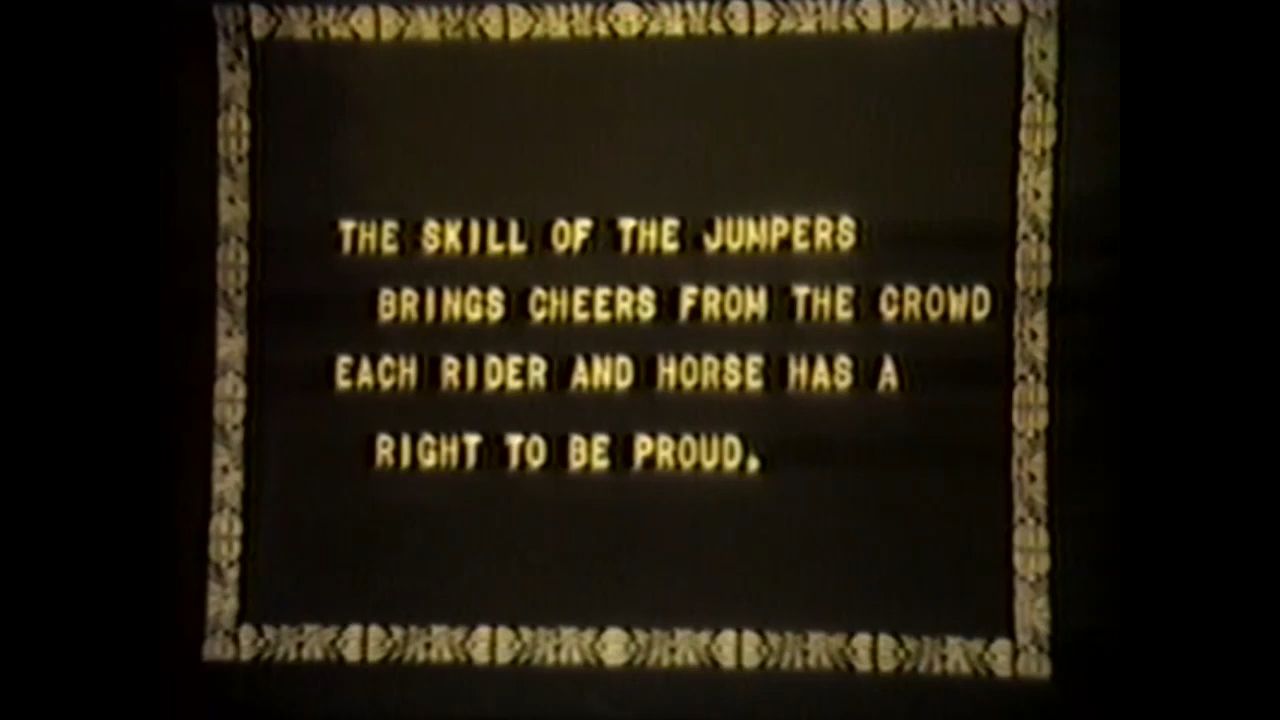 THE SKILL OF THE JUMPERS
BRINGS CHEERS FROM THE CROWD
EACH RIDER AND HORSE HAS A
RIGHT TO BE PROUD.